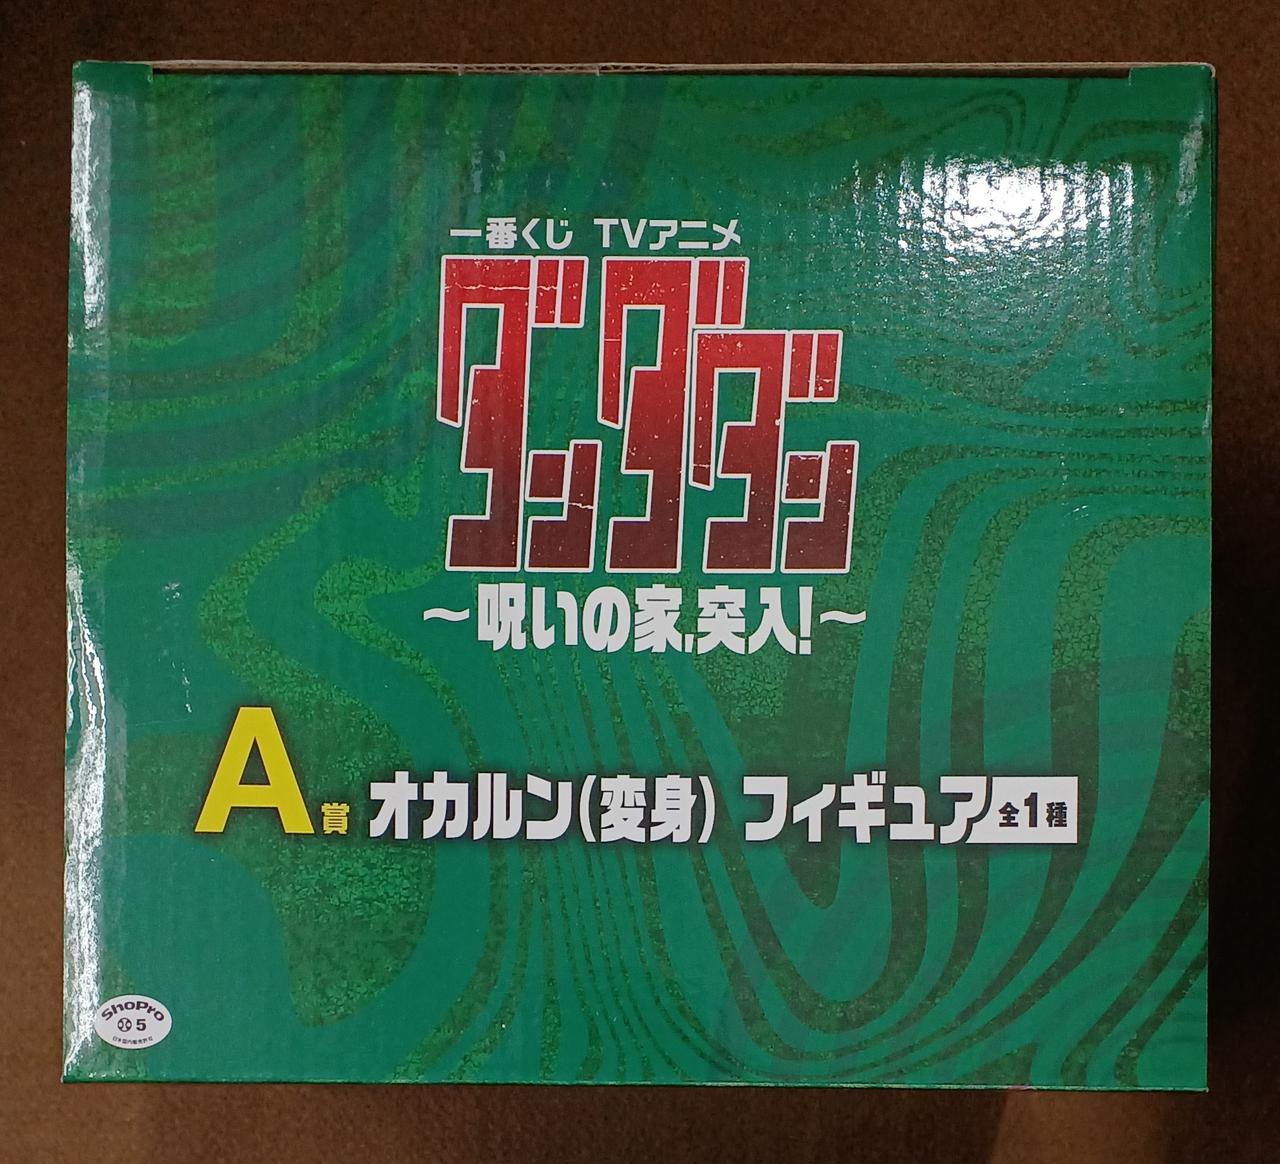 一番くじ TVアニメ
ダンダダン
～呪いの家、突入!～
A賞 オカルン(変身) フィギュア 全1種
ShoPro
5